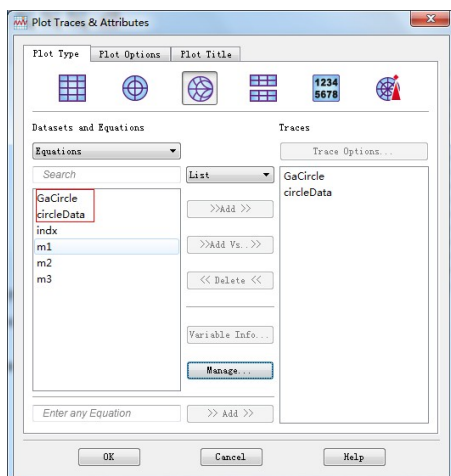 Plot Traces & Attributes
Plot Type Plot Options Plot Title
1234
5678
Datasets and Equations Traces
Equations Trace Options...
Search List GaCircle
circleData
GaCircle
circleData >>Add >>
indx
m1 >>Add Vs..>>
m2
m3 << Delete <<
Variable Info...
Manage...
Enter any Equation >> Add >>
OK Cancel Help